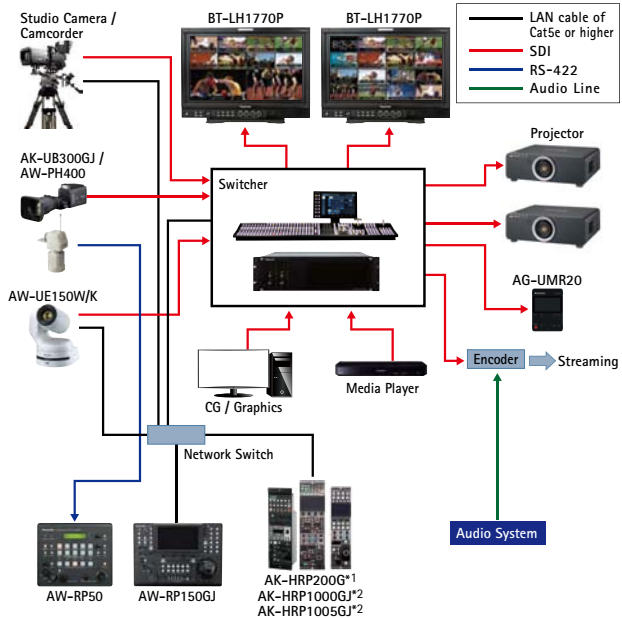 Studio Camera /
Camcorder
BT-LH1770P
BT-LH1770P
LAN cable of
Cat5e or higher
SDI
RS-422
Audio Line
AK-UB300GJ /
AW-PH400
Switcher
Projector
AW-UE150W/K
AG-UMR20
Encoder
Streaming
CG / Graphics
Media Player
Network Switch
Audio System
AW-RP50
AW-RP150GJ
AK-HRP200G*1
AK-HRP1000GJ*2
AK-HRP1005GJ*2